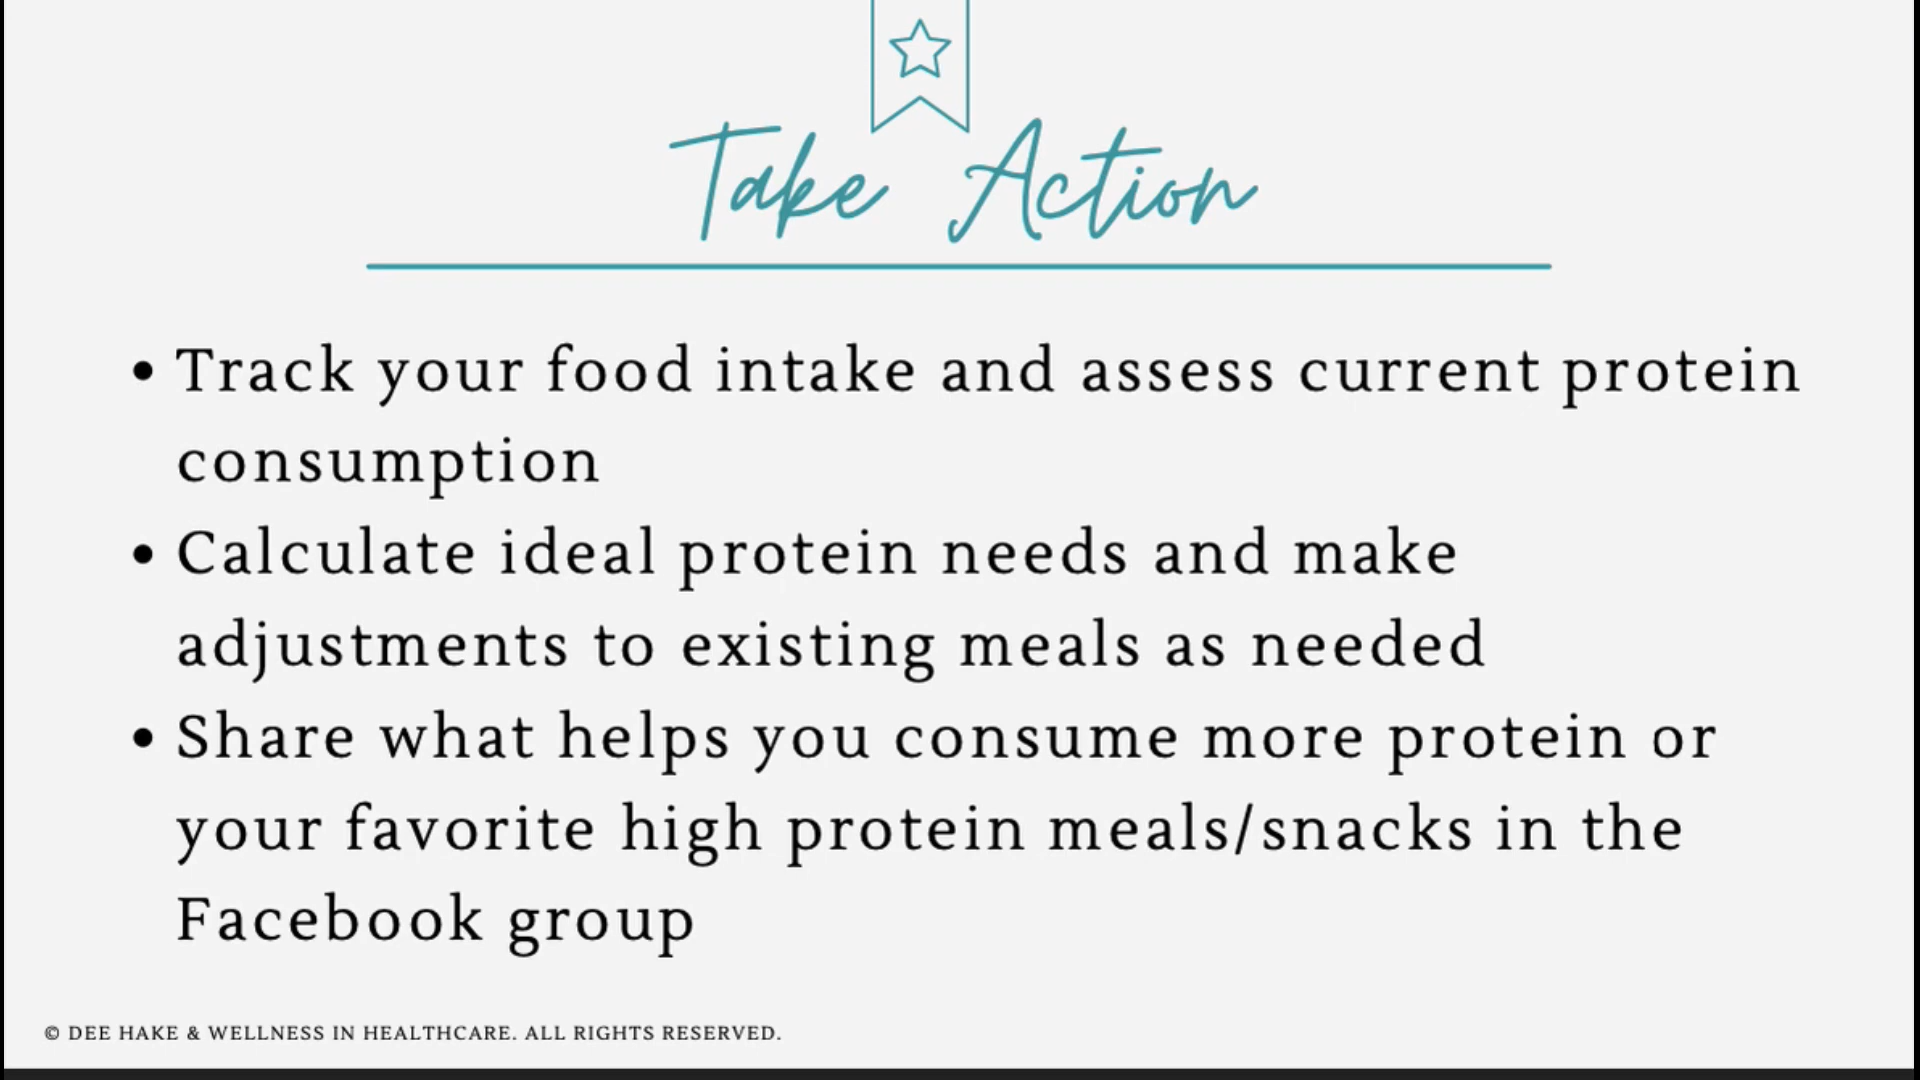 Take Action
• Track your food intake and assess current protein
consumption
• Calculate ideal protein needs and make
adjustments to existing meals as needed
• Share what helps you consume more protein or
your favorite high protein meals/snacks in the
Facebook group
© DEE HAKE & WELLNESS IN HEALTHCARE. ALL RIGHTS RESERVED.